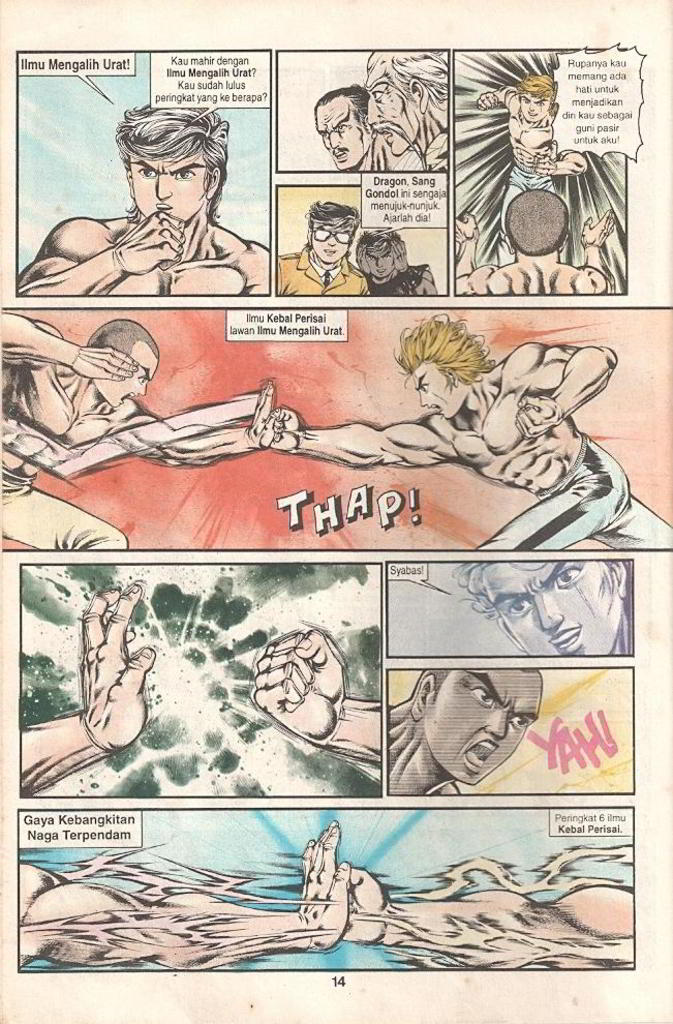 Ilmu Mengalih Urat!
Kau mahir dengan
Ilmu Mengalih Urat?
Kau sudah lulus
peringkat yang ke berapa?
Dragon, Sang
Gondol ini sengaja
menujuk-nunjuk.
Ajarlah dia!
Rupanya kau
memang ada
hati untuk
menjadikan
diri kau sebagai
guni pasir
untuk aku!
Ilmu Kebal Perisai
lawan Ilmu Mengalih Urat.
THAP!
Syabas!
YAH!
Gaya Kebangkitan
Naga Terpendam
Peringkat 6 ilmu
Kebal Perisai.
14